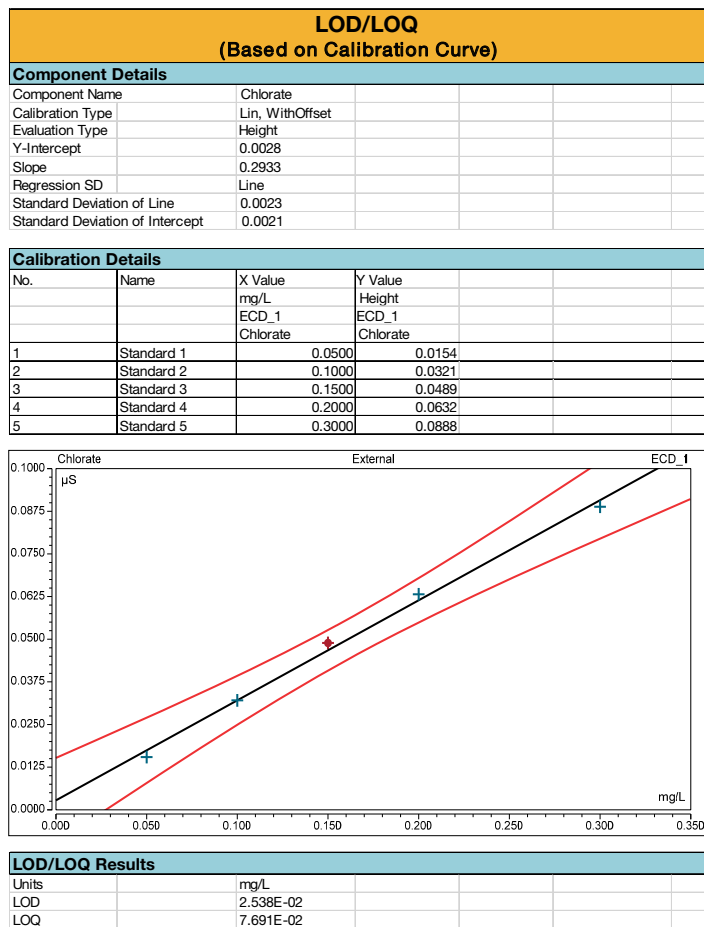 LOD/LOQ
(Based on Calibration Curve)
Component Details
Component Name Chlorate
Calibration Type Lin, WithOffset
Evaluation Type Height
Y-Intercept 0.0028
Slope 0.2933
Regression SD Line
Standard Deviation of Line 0.0023
Standard Deviation of Intercept 0.0021
Calibration Details
No. Name X Value Y Value
mg/L Height
ECD_1 ECD_1
Chlorate Chlorate
1 Standard 1 0.0500 0.0154
2 Standard 2 0.1000 0.0321
3 Standard 3 0.1500 0.0489
4 Standard 4 0.2000 0.0632
5 Standard 5 0.3000 0.0888
Chlorate External ECD_1
0.1000
µS
0.0875
0.0750
0.0625
0.0500
0.0375
0.0250
0.0125
mg/L
0.0000
0.000 0.050 0.100 0.150 0.200 0.250 0.300 0.350
LOD/LOQ Results
Units mg/L
LOD 2.538E-02
LOQ 7.691E-02